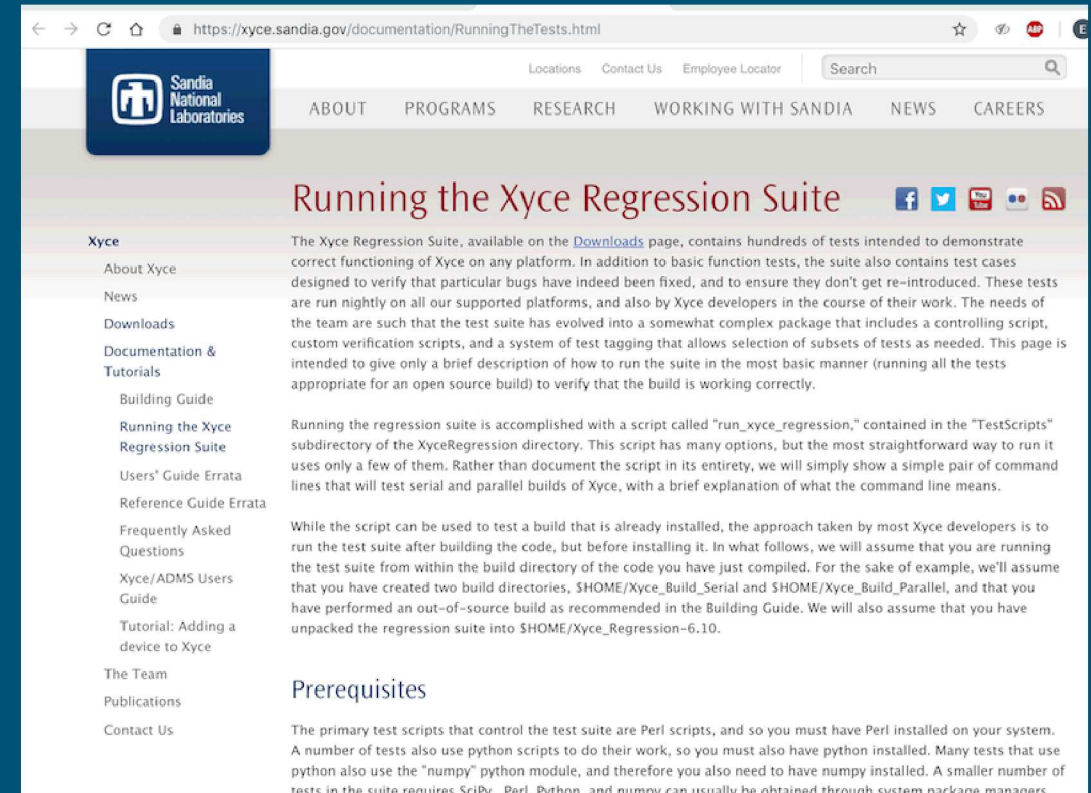 https://xyce.sandia.gov/documentation/RunningTheTests.html
ABP
E
Sandia
National
Laboratories
Locations Contact Us Employee Locator Search
ABOUT PROGRAMS RESEARCH WORKING WITH SANDIA NEWS CAREERS
Running the Xyce Regression Suite
You
Tube
Xyce
About Xyce
News
Downloads
Documentation &
Tutorials
Building Guide
Running the Xyce
Regression Suite
Users' Guide Errata
Reference Guide Errata
Frequently Asked
Questions
Xyce/ADMS Users
Guide
Tutorial: Adding a
device to Xyce
The Team
Publications
Contact Us
The Xyce Regression Suite, available on the Downloads page, contains hundreds of tests intended to demonstrate
correct functioning of Xyce on any platform. In addition to basic function tests, the suite also contains test cases
designed to verify that particular bugs have indeed been fixed, and to ensure they don't get re-introduced. These tests
are run nightly on all our supported platforms, and also by Xyce developers in the course of their work. The needs of
the team are such that the test suite has evolved into a somewhat complex package that includes a controlling script,
custom verification scripts, and a system of test tagging that allows selection of subsets of tests as needed. This page is
intended to give only a brief description of how to run the suite in the most basic manner (running all the tests
appropriate for an open source build) to verify that the build is working correctly.
Running the regression suite is accomplished with a script called "run_xyce_regression," contained in the "TestScripts"
subdirectory of the XyceRegression directory. This script has many options, but the most straightforward way to run it
uses only a few of them. Rather than document the script in its entirety, we will simply show a simple pair of command
lines that will test serial and parallel builds of Xyce, with a brief explanation of what the command line means.
While the script can be used to test a build that is already installed, the approach taken by most Xyce developers is to
run the test suite after building the code, but before installing it. In what follows, we will assume that you are running
the test suite from within the build directory of the code you have just compiled. For the sake of example, we'll assume
that you have created two build directories, $HOME/Xyce_Build_Serial and $HOME/Xyce_Build_Parallel, and that you
have performed an out-of-source build as recommended in the Building Guide. We will also assume that you have
unpacked the regression suite into $HOME/Xyce_Regression-6.10.
Prerequisites
The primary test scripts that control the test suite are Perl scripts, and so you must have Perl installed on your system.
A number of tests also use python scripts to do their work, so you must also have python installed. Many tests that use
python also use the "numpy" python module, and therefore you also need to have numpy installed. A smaller number of
tests in the suite requires SciPy. Perl, Python, and numpy can usually be obtained through system package managers